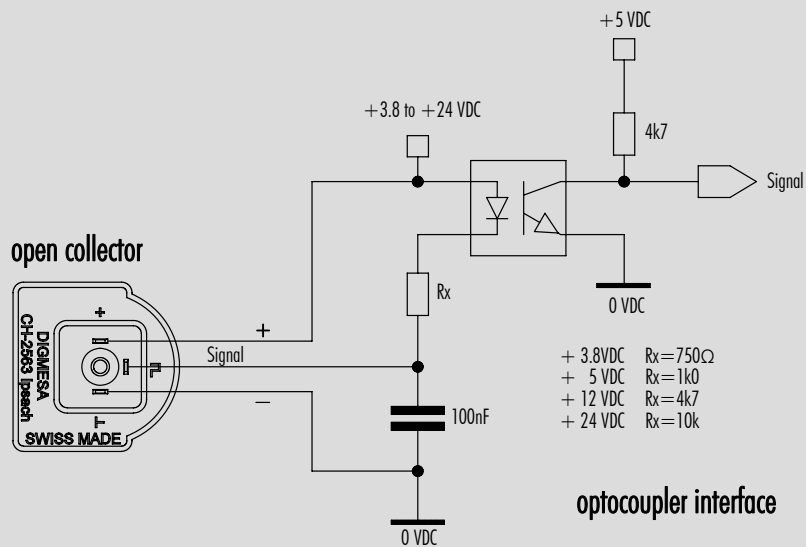 +5 VDC
+3.8 to +24 VDC
4k7
Signal
open collector
0 VDC
Rx
+
DIGMESA
CH-2563 Ipsach
SWISS MADE
+
Signal
–
100nF
+ 3.8VDC Rx=750Ω
+ 5 VDC Rx=1k0
+ 12 VDC Rx=4k7
+ 24 VDC Rx=10k
optocoupler interface
0 VDC